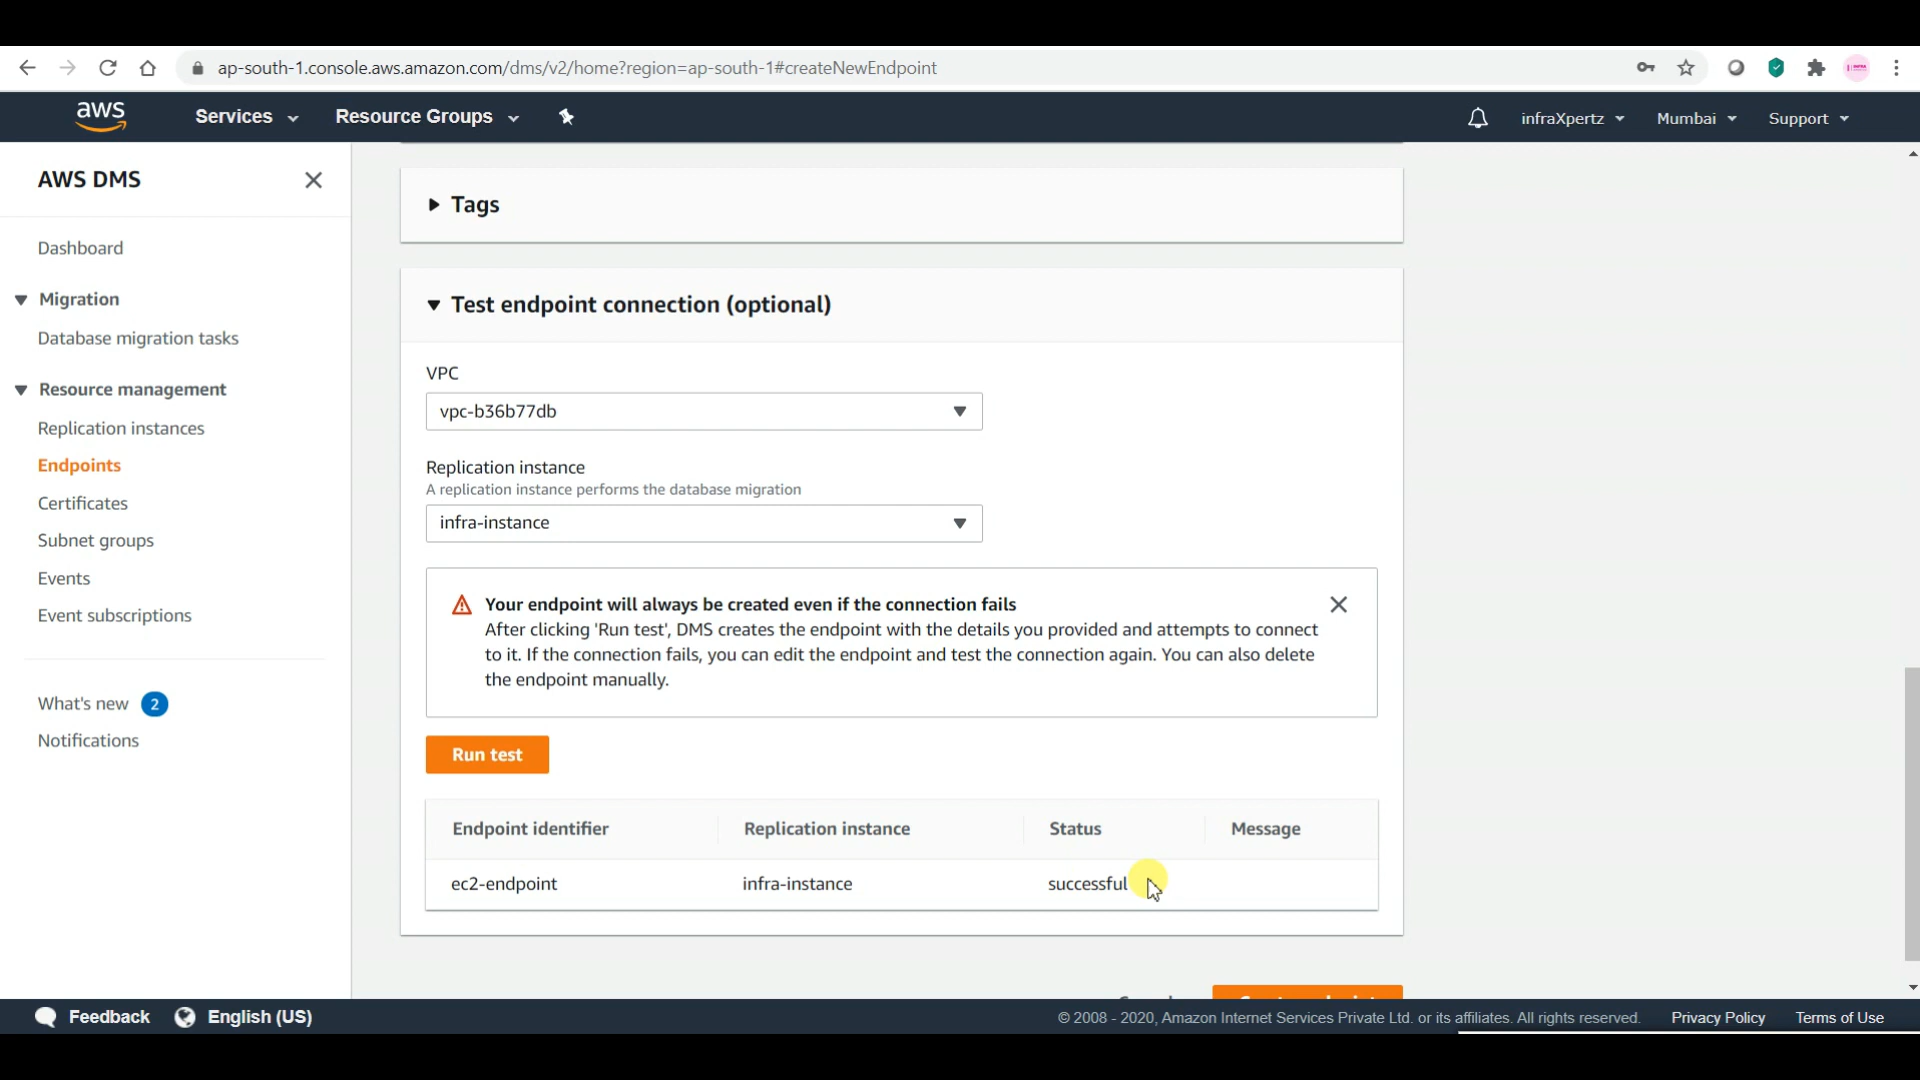 ap-south-1.console.aws.amazon.com/dms/v2/home?region=ap-south-1#createNewEndpoint
aws
Services
Resource Groups
infraXpertz
Mumbai
Support
AWS DMS
Dashboard
Migration
Database migration tasks
Resource management
Replication instances
Endpoints
Certificates
Subnet groups
Events
Event subscriptions
What's new 2
Notifications
Tags
Test endpoint connection (optional)
VPC
vpc-b36b77db
Replication instance
A replication instance performs the database migration
infra-instance
Your endpoint will always be created even if the connection fails
After clicking 'Run test', DMS creates the endpoint with the details you provided and attempts to connect
to it. If the connection fails, you can edit the endpoint and test the connection again. You can also delete
the endpoint manually.
Run test
Endpoint identifier Replication instance Status Message
ec2-endpoint infra-instance successful
Feedback
English (US)
© 2008 - 2020, Amazon Internet Services Private Ltd. or its affiliates. All rights reserved.
Privacy Policy
Terms of Use